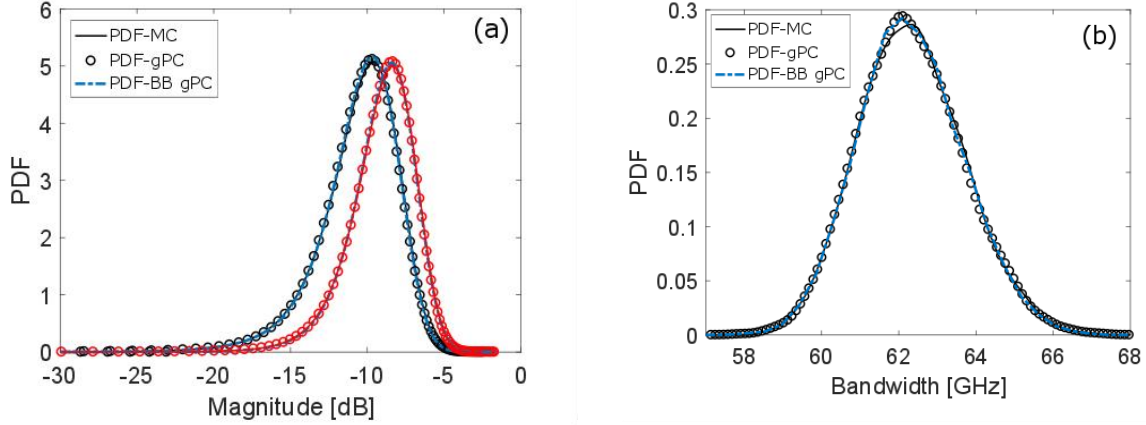 (a)
PDF-MC
PDF-gPC
PDF-BB gPC
6
5
4
3
2
1
0
PDF
-30 -25 -20 -15 -10 -5 0
Magnitude [dB]
(b)
PDF-MC
PDF-gPC
PDF-BB gPC
0.3
0.25
0.2
0.15
0.1
0.05
0
PDF
58 60 62 64 66 68
Bandwidth [GHz]